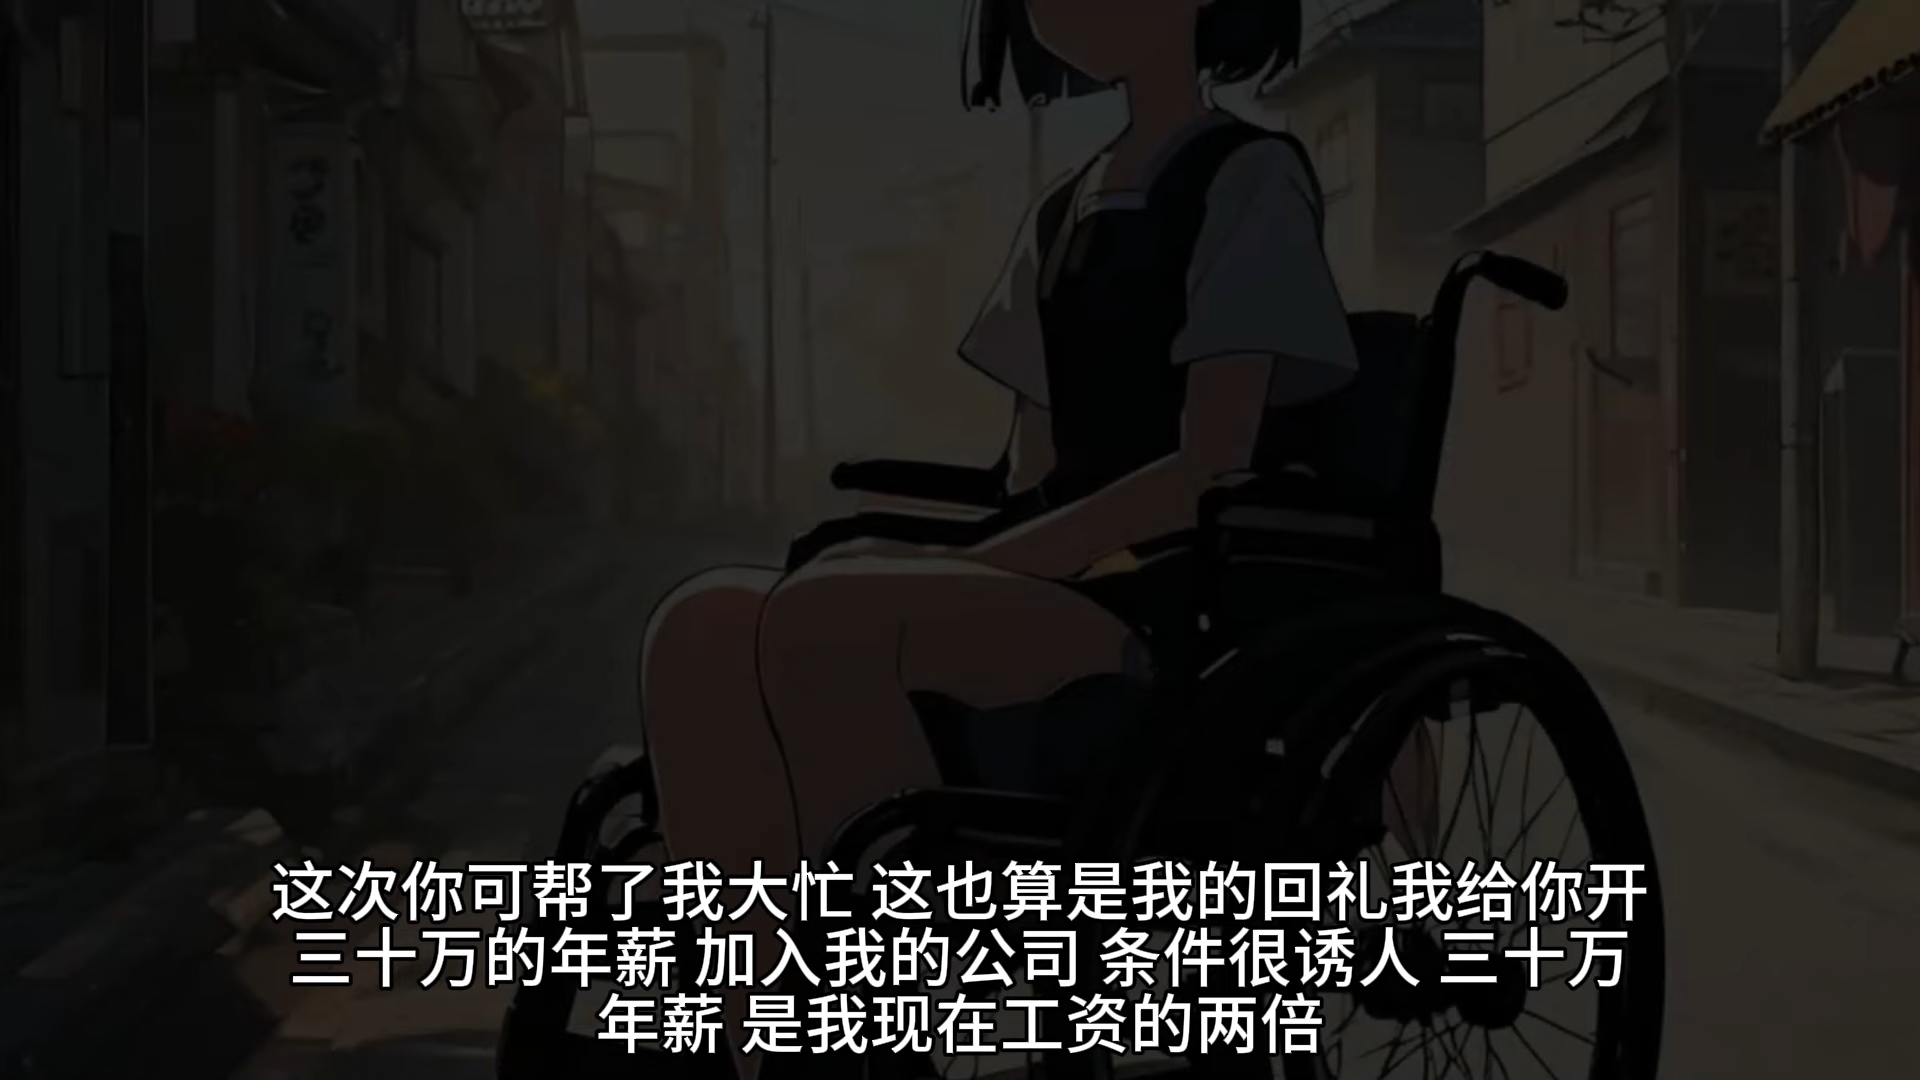 这次你可帮了我大忙 这也算是我的回礼我给你开
三十万的年薪 加入我的公司 条件很诱人 三十万
年薪 是我现在工资的两倍